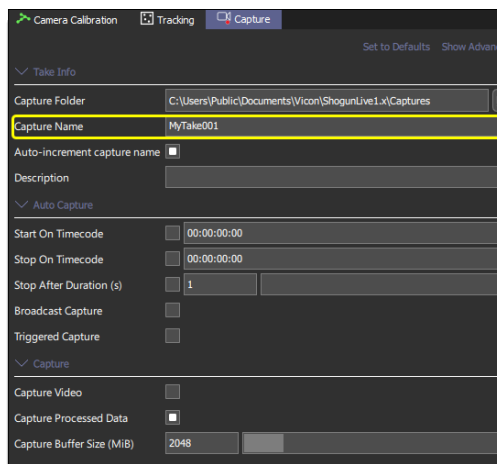 Camera Calibration Tracking Capture
Set to Defaults Show Advan
Take Info
Capture Folder C:\Users\Public\Documents\Vicon\ShogunLive1.x\Captures
Capture Name MyTake001
Auto-increment capture name
Description
Auto Capture
Start On Timecode 00:00:00:00
Stop On Timecode 00:00:00:00
Stop After Duration (s) 1
Broadcast Capture
Triggered Capture
Capture
Capture Video
Capture Processed Data
Capture Buffer Size (MiB) 2048